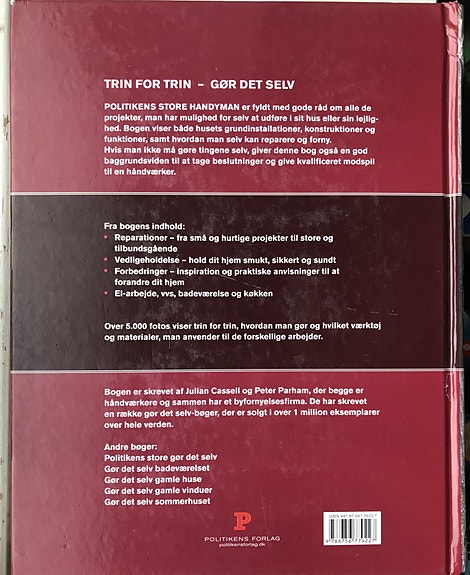 TRIN FOR TRIN – GØR DET SELV
POLITIKENS STORE HANDYMAN er fyldt med gode råd om alle de
projekter, man har mulighed for selv at udføre i sit hus eller sin lejlig-
hed. Bogen viser både husets grundinstallationer, konstruktioner og
funktioner, samt hvordan man selv kan reparere og forny.
Hvis man ikke må gøre tingene selv, giver denne bog også en god
baggrundsviden til at tage beslutninger og give kvalificeret modspil
til en håndværker.
Fra bogens indhold:
• Reparationer – fra små og hurtige projekter til store og
tilbundsgående
• Vedligeholdelse – hold dit hjem smukt, sikkert og sundt
• Forbedringer – inspiration og praktiske anvisninger til at
forandre dit hjem
• El-arbejde, vvs, badeværelse og køkken
Over 5.000 fotos viser trin for trin, hvordan man gør og hvilket værktøj
og materialer, man anvender til de forskellige arbejder.
Bogen er skrevet af Julian Cassell og Peter Parham, der begge er
håndværkere og sammen har et byfornyelsesfirma. De har skrevet
en række gør det selv-bøger, der er solgt i over 1 million eksemplarer
over hele verden.
Andre bøger:
Politikens store gør det selv
Gør det selv badeværelset
Gør det selv gamle huse
Gør det selv gamle vinduer
Gør det selv sommerhuset
P
POLITIKENS FORLAG
politikensforlag.dk
ISBN 978-87-567-7922-7
9 788756 779227